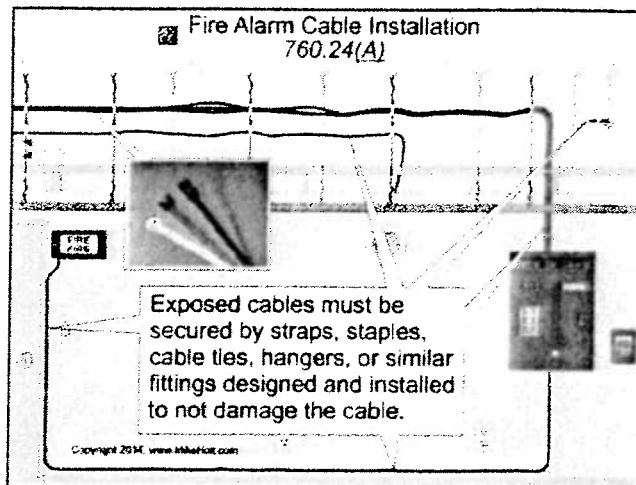 Fire Alarm Cable Installation
760.24(A)
FIRE
FIRE
Exposed cables must be
secured by straps, staples,
cable ties, hangers, or similar
fittings designed and installed
to not damage the cable.
Copyright 2014, www.MikeHolt.com